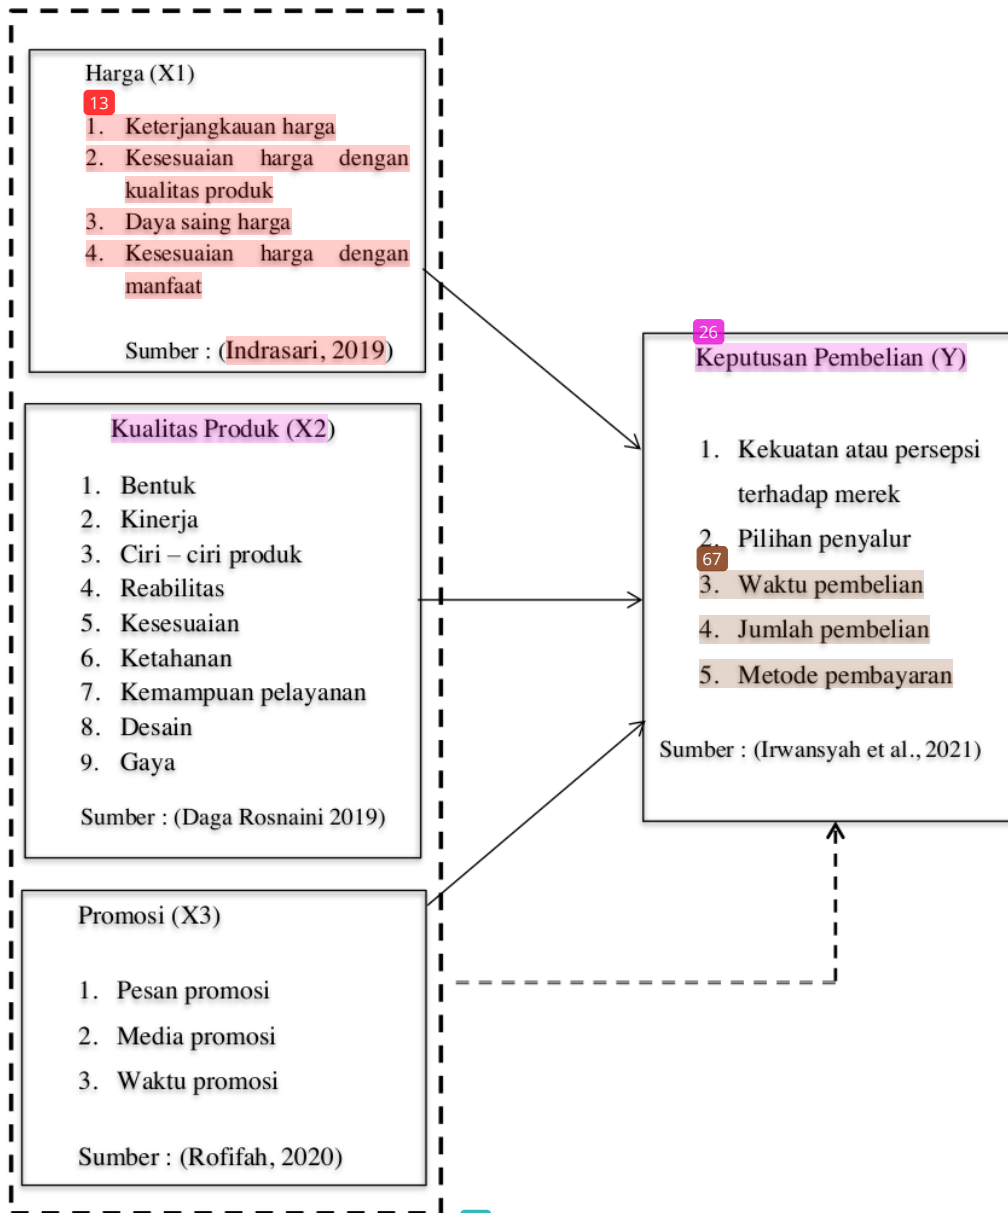 Harga (X1)
13
1. Keterjangkauan harga
2. Kesesuaian harga dengan
kualitas produk
3. Daya saing harga
4. Kesesuaian harga dengan
manfaat
Sumber : (Indrasari, 2019)
Kualitas Produk (X2)
1. Bentuk
2. Kinerja
3. Ciri – ciri produk
4. Reabilitas
5. Kesesuaian
6. Ketahanan
7. Kemampuan pelayanan
8. Desain
9. Gaya
Sumber : (Daga Rosnaini 2019)
Promosi (X3)
1. Pesan promosi
2. Media promosi
3. Waktu promosi
Sumber : (Rofifah, 2020)
26
Keputusan Pembelian (Y)
1. Kekuatan atau persepsi
terhadap merek
2. Pilihan penyalur
67
3. Waktu pembelian
4. Jumlah pembelian
5. Metode pembayaran
Sumber : (Irwansyah et al., 2021)